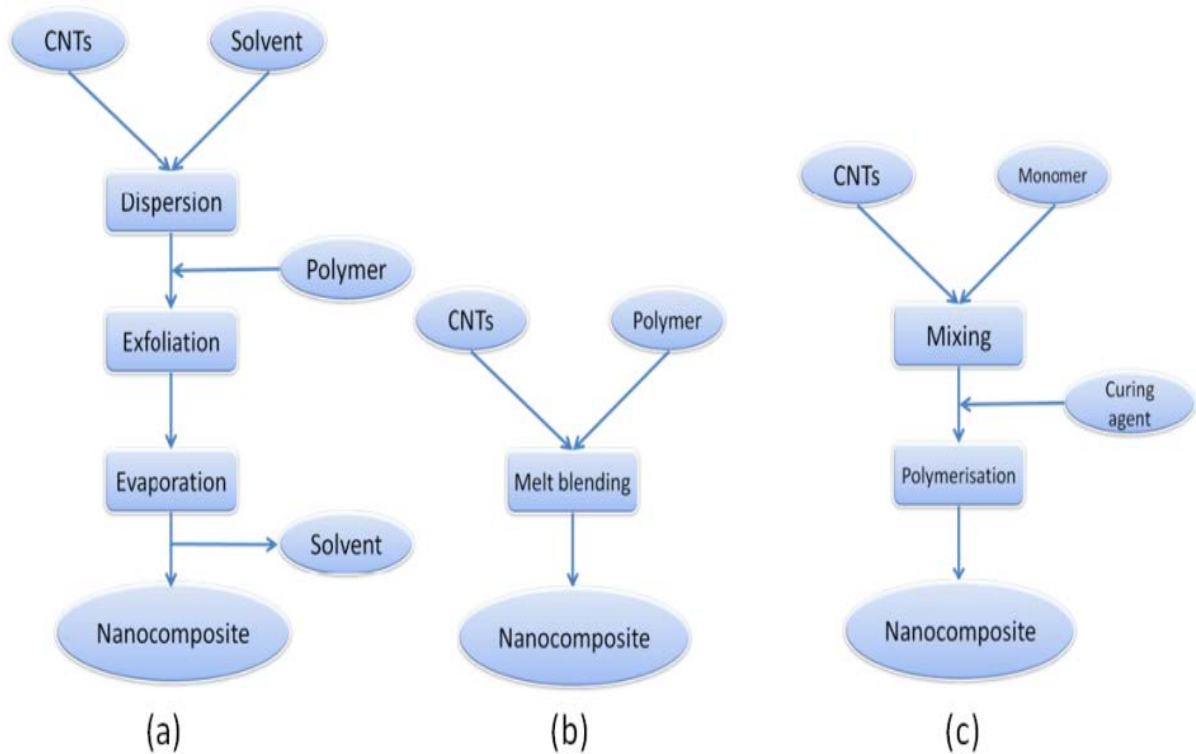 CNTs
Solvent
Dispersion
Polymer
Exfoliation
Evaporation
Solvent
Nanocomposite
(a)
CNTs
Polymer
Melt blending
Nanocomposite
(b)
CNTs
Monomer
Mixing
Curing
agent
Polymerisation
Nanocomposite
(c)